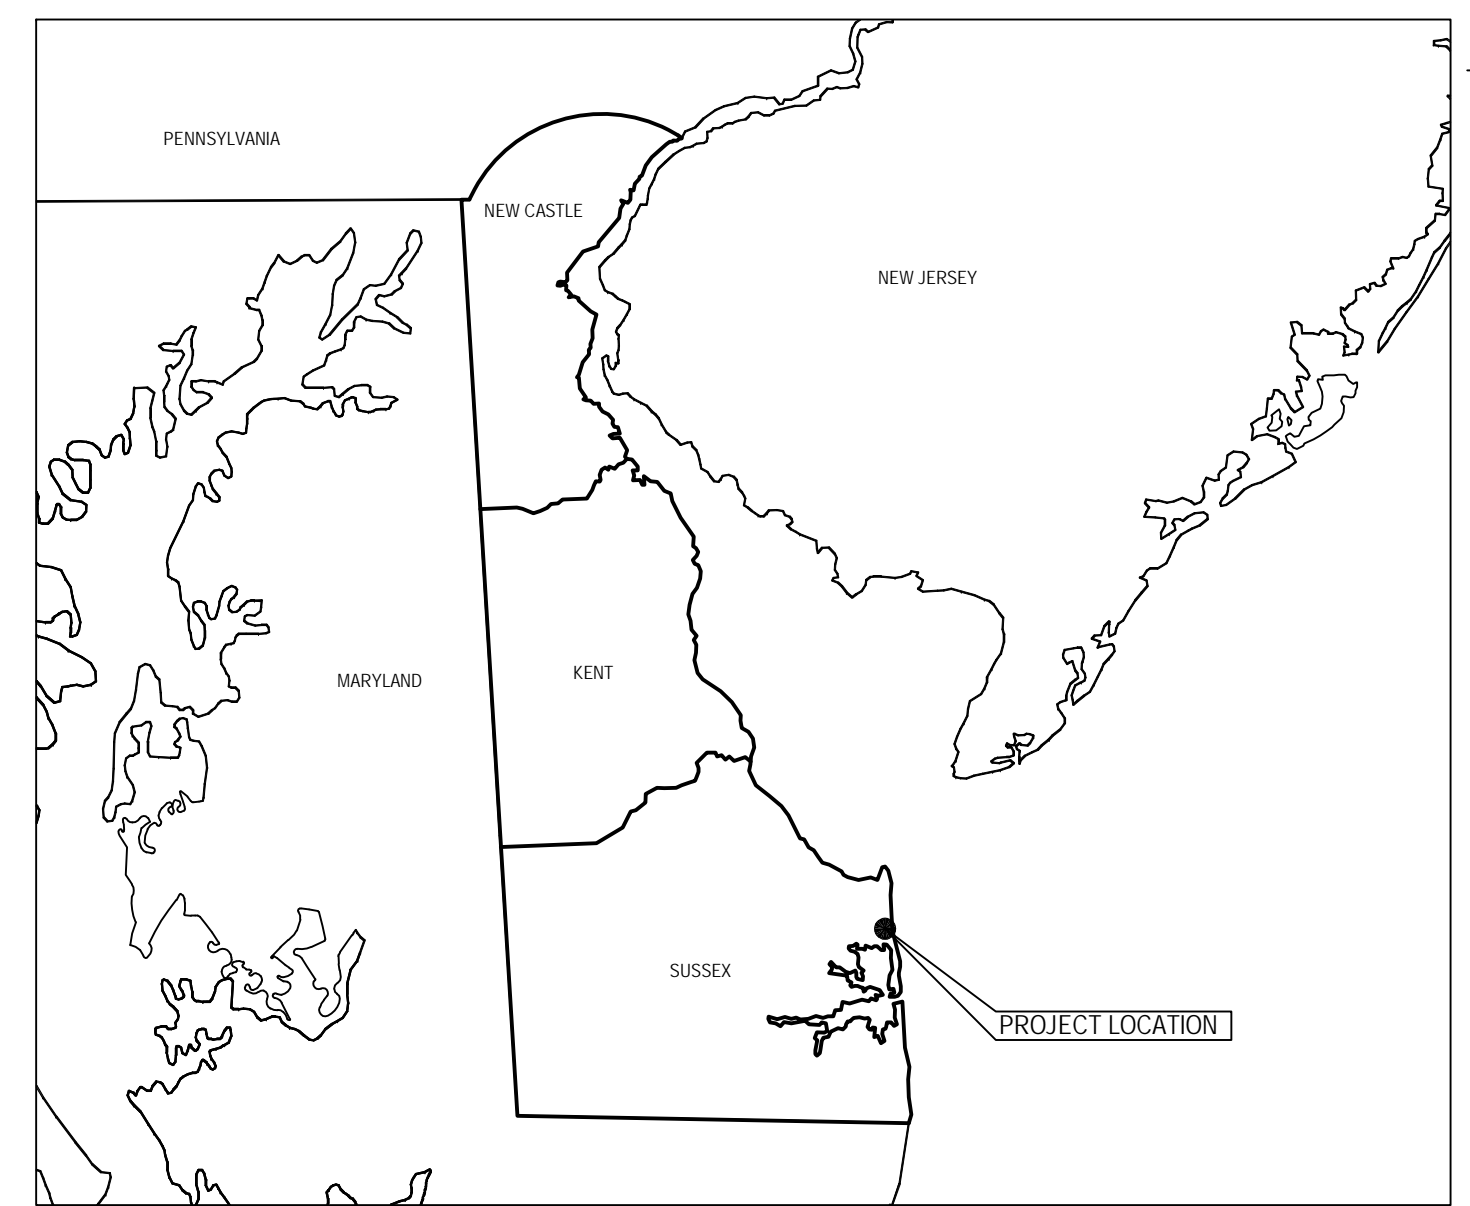 PENNSYLVANIA
NEW CASTLE
NEW JERSEY
KENT
MARYLAND
SUSSEX
PROJECT LOCATION